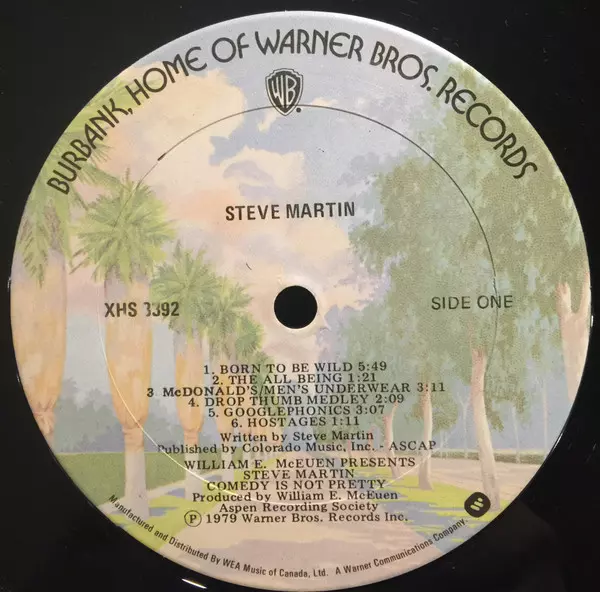 BURBANK, HOME OF WARNER BROS. RECORDS
WB
STEVE MARTIN
XHS 3392
SIDE ONE
1. BORN TO BE WILD 5:49
2. THE ALL BEING 1:21
3 McDONALD'S/MEN'S UNDERWEAR 3:11
4. DROP THUMB MEDLEY 2:09
5. GOOGLEPHONICS 3:07
6. HOSTAGES 1:11
Written by Steve Martin
Published by Colorado Music, Inc. - ASCAP
WILLIAM E. McEUEN PRESENTS
STEVE MARTIN
COMEDY IS NOT PRETTY
Produced by William E. McEuen
Aspen Recording Society
Ⓟ 1979 Warner Bros. Records Inc.
Manufactured and Distributed By WEA Music of Canada, Ltd. A Warner Communications Company.